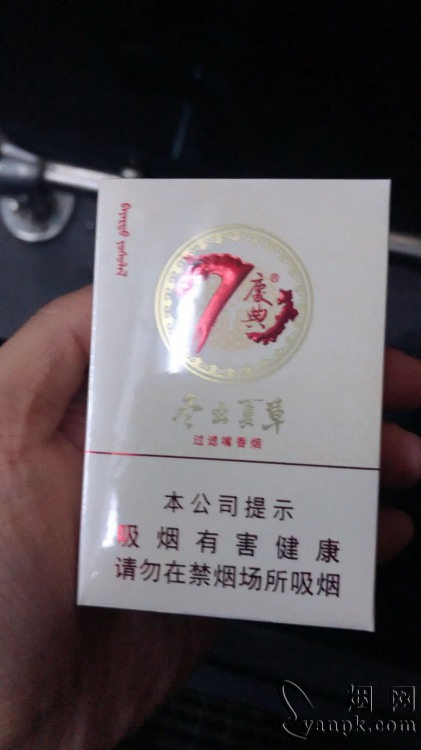 7
慶典
®
冬虫夏草
过滤嘴香烟
本公司提示
吸烟有害健康
请勿在禁烟场所吸烟
烟网
yanpk.com